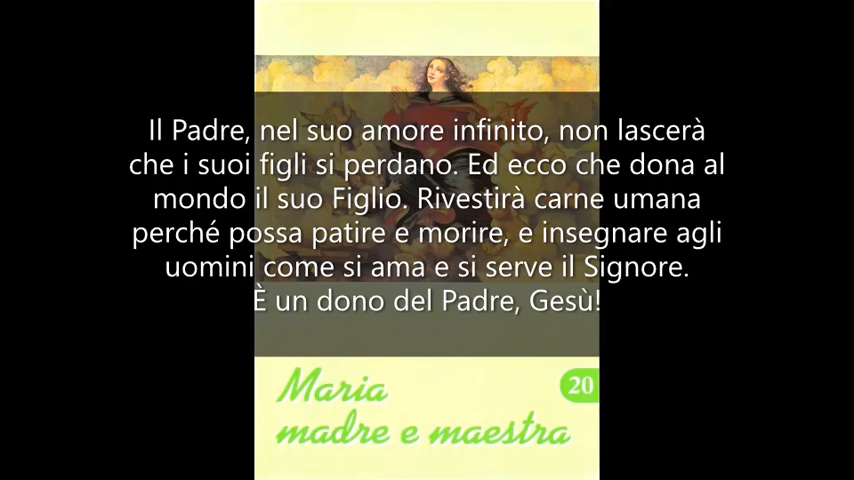 Il Padre, nel suo amore infinito, non lascerà
che i suoi figli si perdano. Ed ecco che dona al
mondo il suo Figlio. Rivestirà carne umana
perché possa patire e morire, e insegnare agli
uomini come si ama e si serve il Signore.
È un dono del Padre, Gesù!
Maria 20
madre e maestra